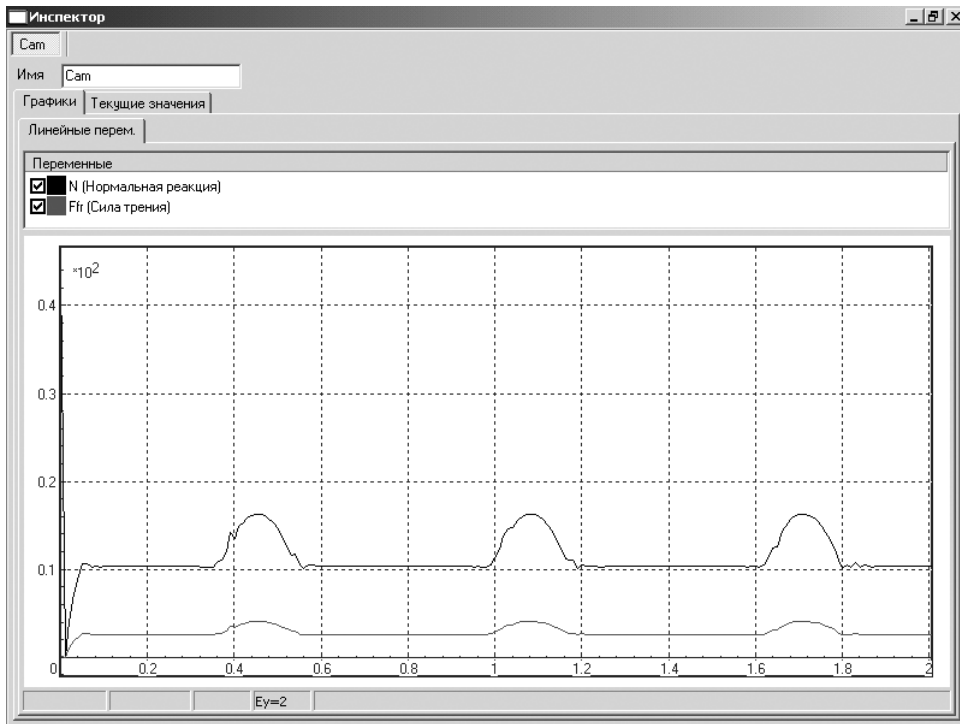 Инспектор
Cam
Имя Cam
Графики Текущие значения
Линейные перем.
Переменные
N (Нормальная реакция)
Ffr (Сила трения)
*10²
0.4
0.3
0.2
0.1
0 0.2 0.4 0.6 0.8 1 1.2 1.4 1.6 1.8 2
Ey=2